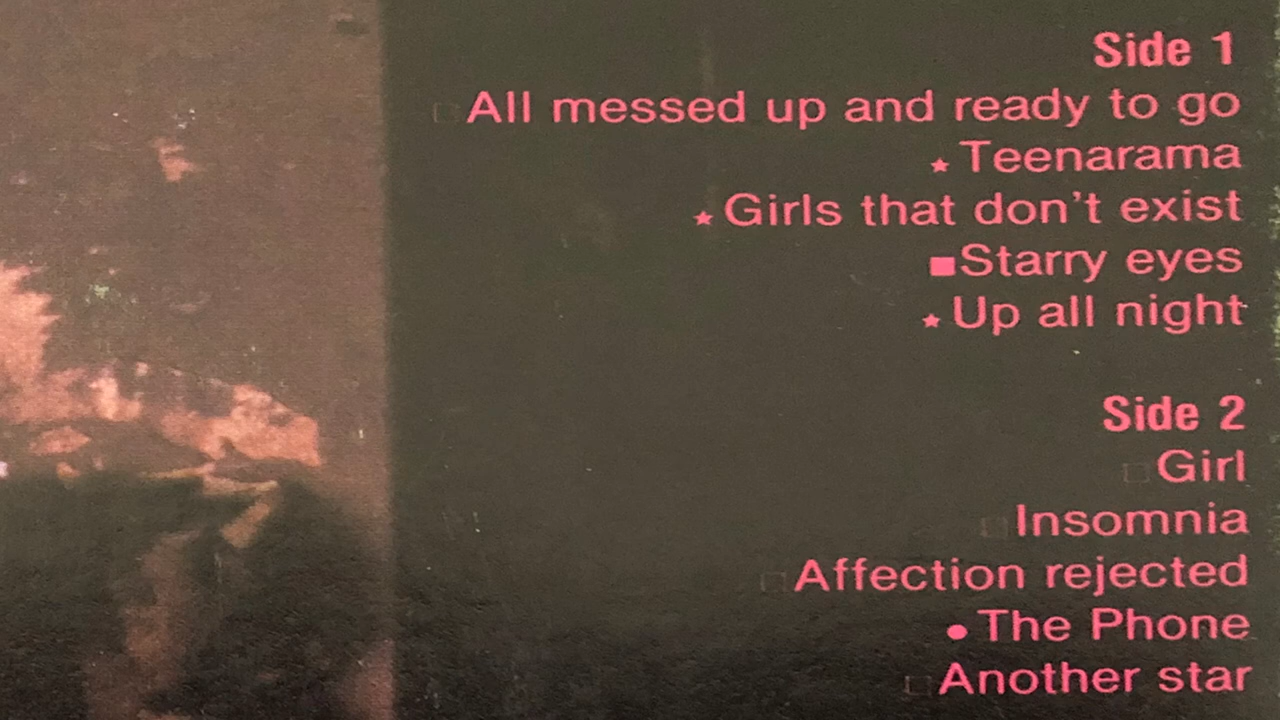 Side 1
□ All messed up and ready to go
★ Teenarama
★ Girls that don't exist
■ Starry eyes
★ Up all night
Side 2
□ Girl
□ Insomnia
□ Affection rejected
● The Phone
□ Another star